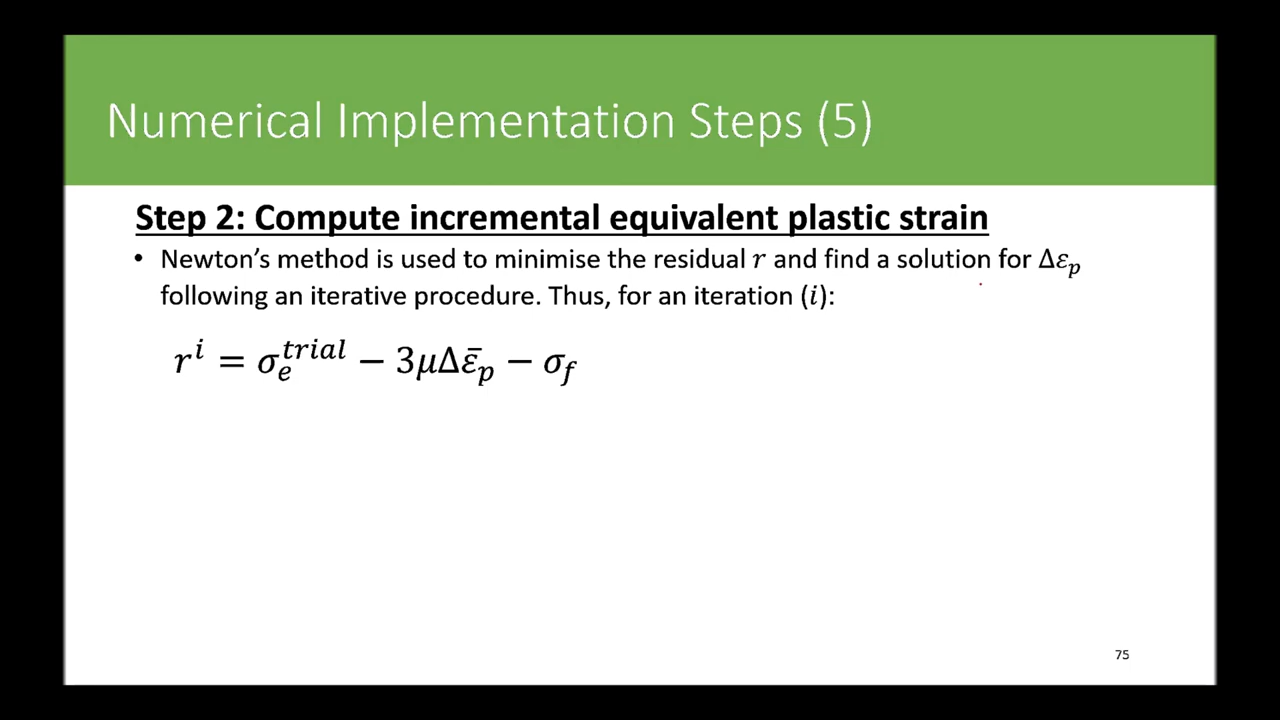 Numerical Implementation Steps (5)
Step 2: Compute incremental equivalent plastic strain
• Newton's method is used to minimise the residual 𝑟 and find a solution for Δ𝜀ₚ
following an iterative procedure. Thus, for an iteration (𝑖):
𝑟^𝑖 = 𝜎_𝑒^𝑡𝑟𝑖𝑎𝑙 − 3𝜇Δ𝜀̄_𝑝 − 𝜎_𝑓
75